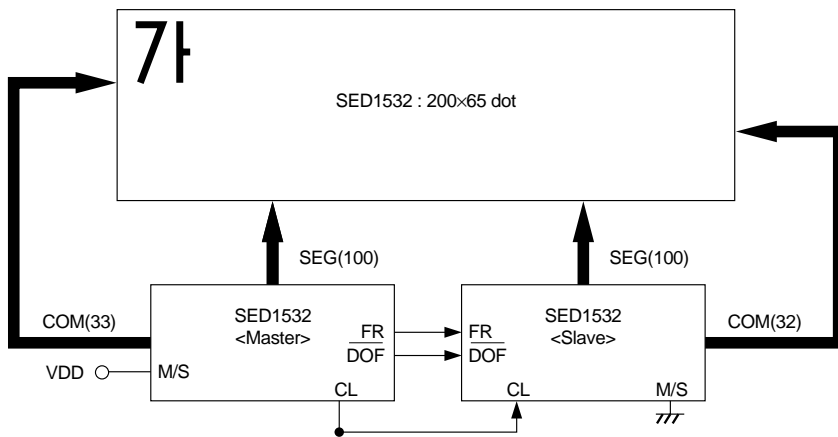 가
SED1532 : 200×65 dot
SEG(100)
SEG(100)
COM(33)
SED1532
<Master>
FR
DOF
M/S
VDD
CL
SED1532
<Slave>
FR
DOF
CL
M/S
COM(32)